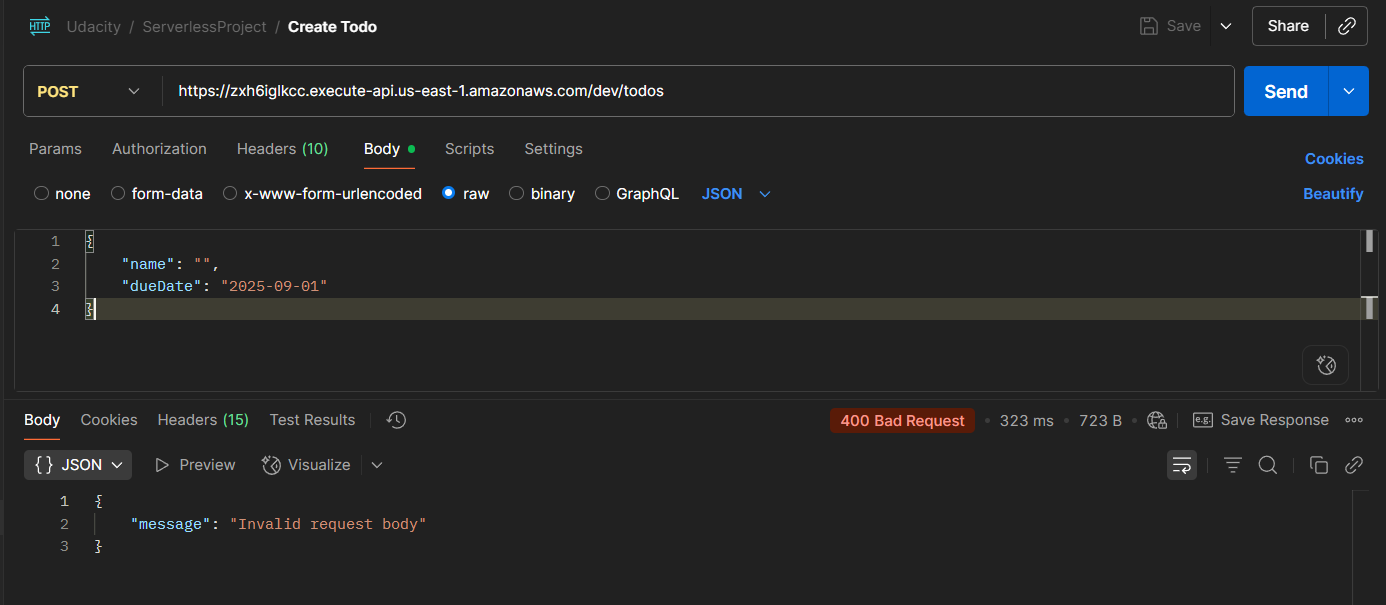 HTTP Udacity / ServerlessProject / Create Todo Save Share
POST https://zxh6iglkcc.execute-api.us-east-1.amazonaws.com/dev/todos Send
Params Authorization Headers (10) Body Scripts Settings Cookies
none form-data x-www-form-urlencoded raw binary GraphQL JSON Beautify
1 {
2 "name": "",
3 "dueDate": "2025-09-01"
4 }
Body Cookies Headers (15) Test Results 400 Bad Request • 323 ms • 723 B • e.g. Save Response
{} JSON Preview Visualize
1 {
2 "message": "Invalid request body"
3 }